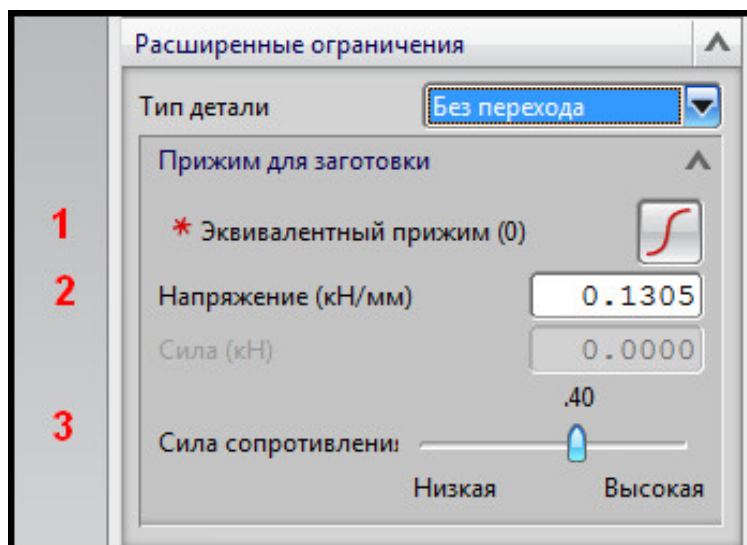 Расширенные ограничения
Тип детали Без перехода
Прижим для заготовки
1 * Эквивалентный прижим (0)
2 Напряжение (кН/мм) 0.1305
Сила (кН) 0.0000
.40
3 Сила сопротивлени
Низкая Высокая